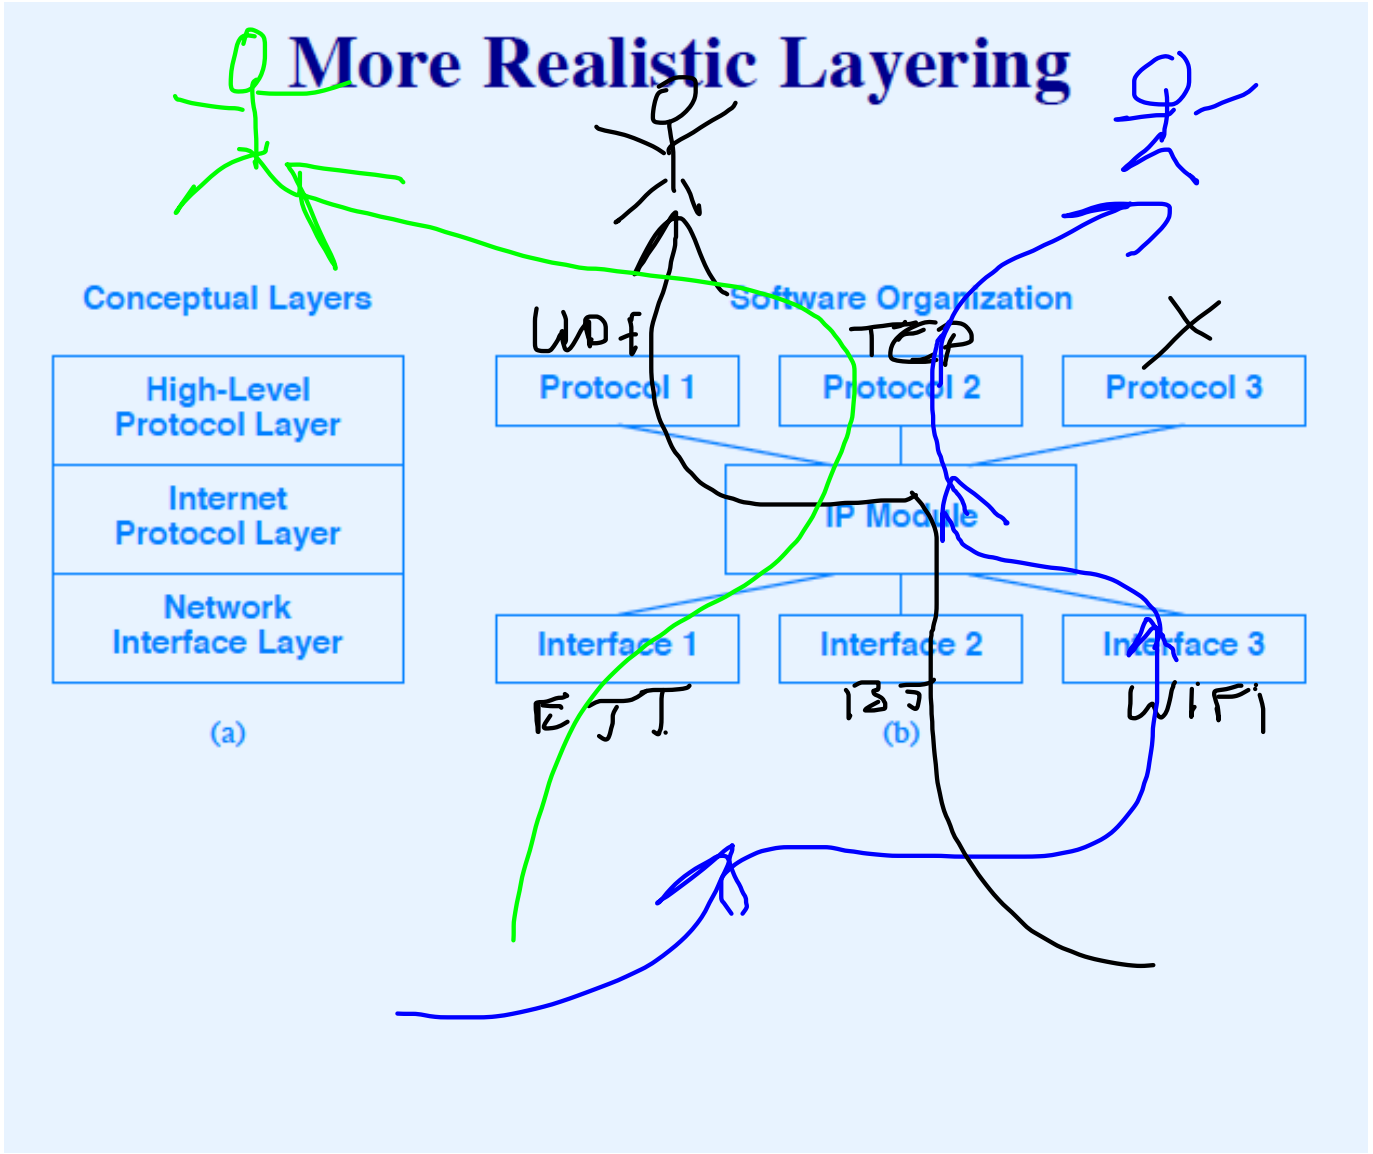 More Realistic Layering
Conceptual Layers
Software Organization
TCP
X
Protocol 1
Protocol 2
Protocol 3
High-Level
Protocol Layer
Internet
Protocol Layer
IP Module
Network
Interface Layer
Interface 1
Interface 2
Interface 3
WiFi
(a)
(b)